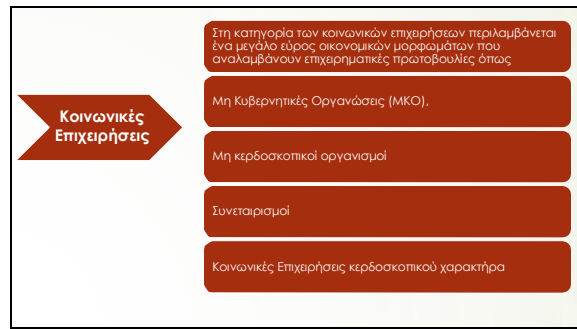 Κοινωνικές
Επιχειρήσεις
Στη κατηγορία των κοινωνικών επιχειρήσεων περιλαμβάνεται
ένα μεγάλο εύρος οικονομικών μορφωμάτων που
αναλαμβάνουν επιχειρηματικές πρωτοβουλίες όπως
Μη Κυβερνητικές Οργανώσεις (ΜΚΟ),
Μη κερδοσκοπικοί οργανισμοί
Συνεταιρισμοί
Κοινωνικές Επιχειρήσεις κερδοσκοπικού χαρακτήρα